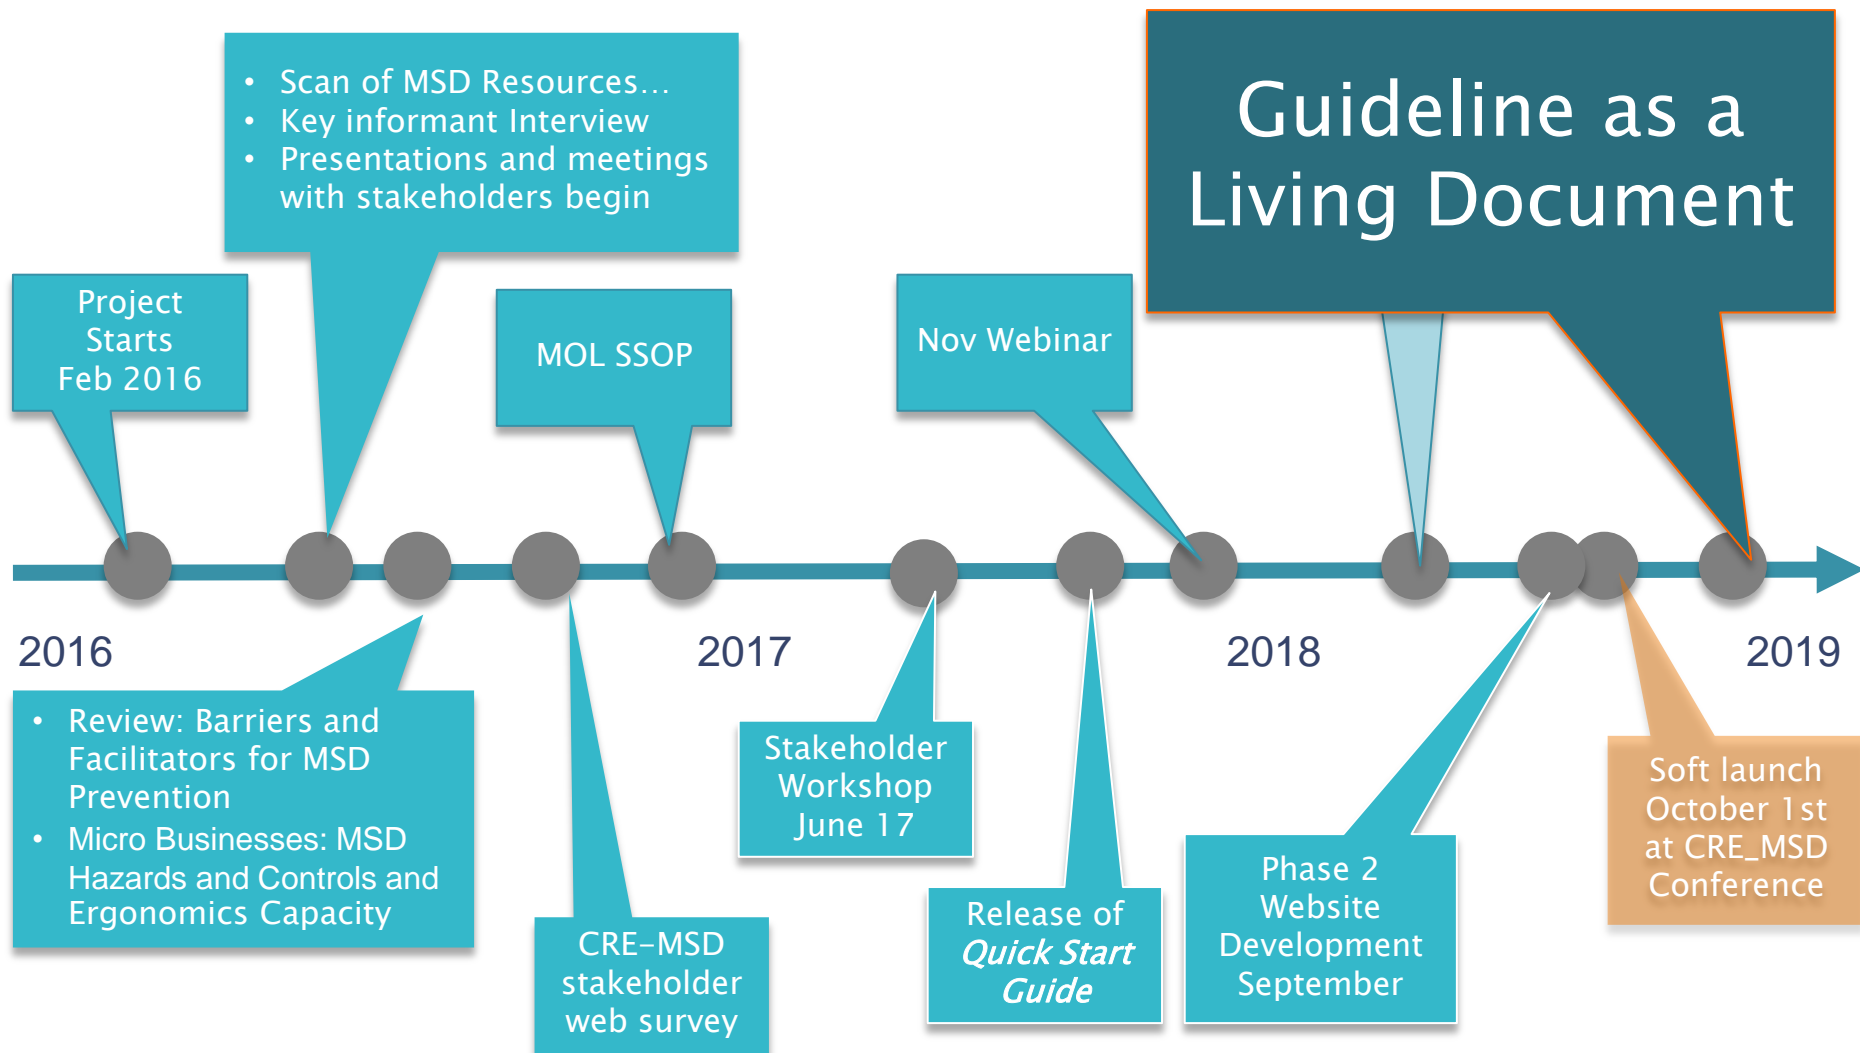 • Scan of MSD Resources…
• Key informant Interview
• Presentations and meetings
with stakeholders begin
Guideline as a
Living Document
Project
Starts
Feb 2016
MOL SSOP
Nov Webinar
2016
2017
2018
2019
• Review: Barriers and
Facilitators for MSD
Prevention
• Micro Businesses: MSD
Hazards and Controls and
Ergonomics Capacity
CRE-MSD
stakeholder
web survey
Stakeholder
Workshop
June 17
Release of
Quick Start
Guide
Phase 2
Website
Development
September
Soft launch
October 1st
at CRE_MSD
Conference